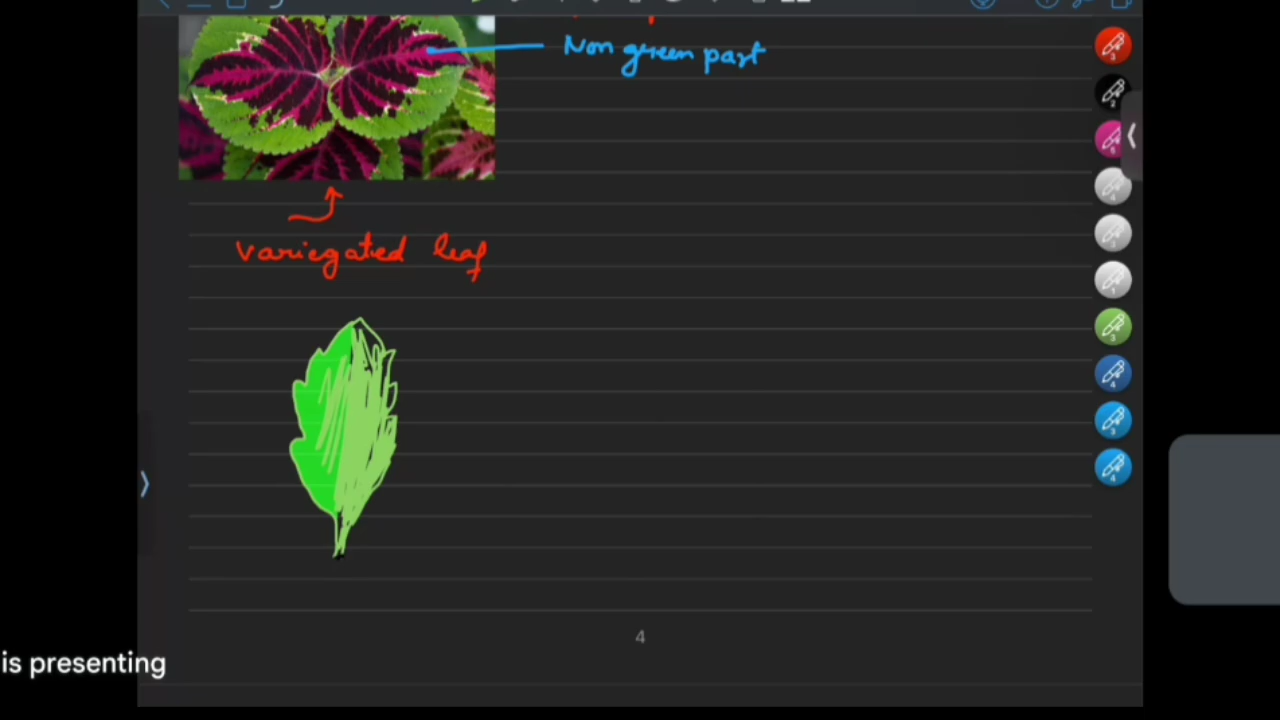 Non green part
variegated leaf
4
is presenting